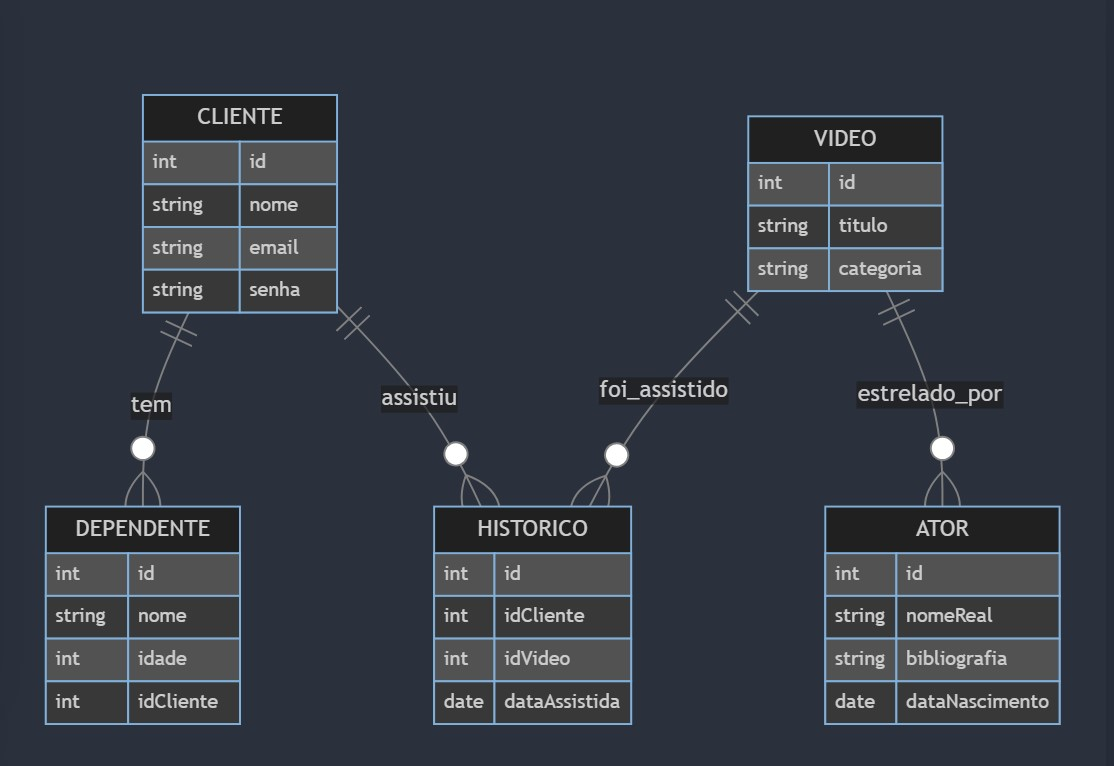 CLIENTE
int id
string nome
string email
string senha
VIDEO
int id
string titulo
string categoria
tem
assistiu
foi_assistido
estrelado_por
DEPENDENTE
int id
string nome
int idade
int idCliente
HISTORICO
int id
int idCliente
int idVideo
date dataAssistida
ATOR
int id
string nomeReal
string bibliografia
date dataNascimento